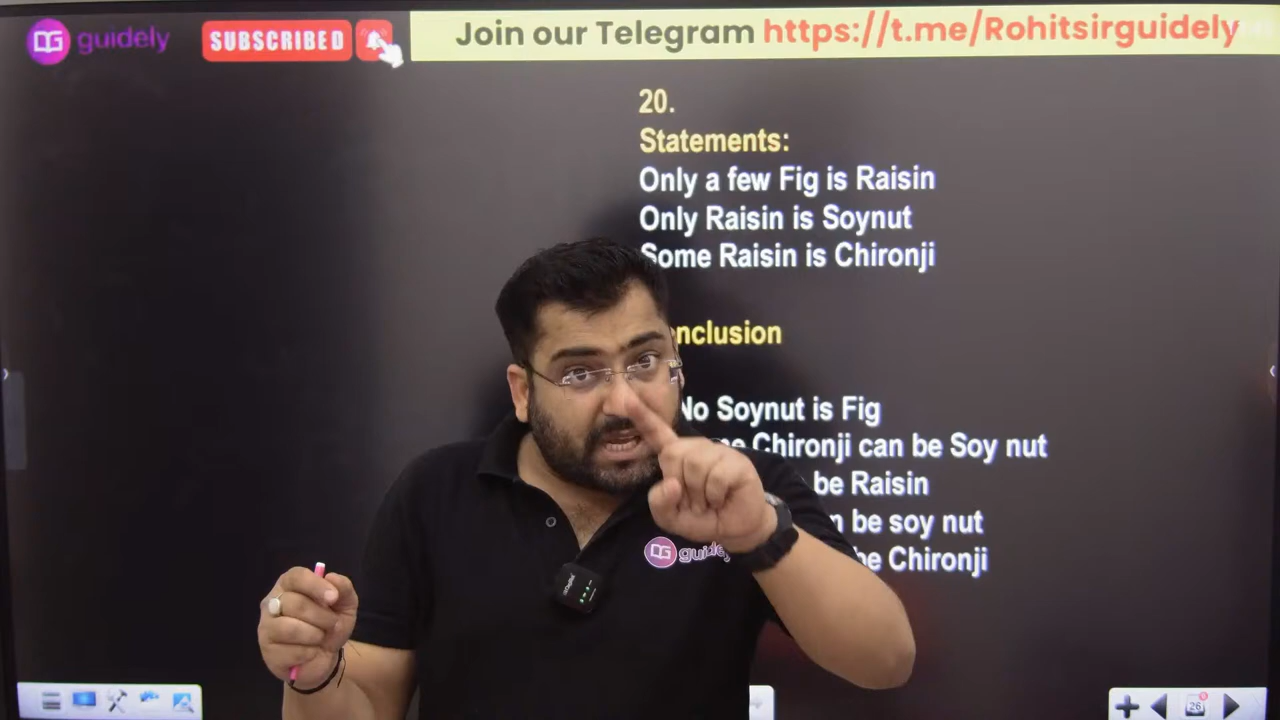 guidely
SUBSCRIBED
Join our Telegram https://t.me/Rohitsirguidely
20.
Statements:
Only a few Fig is Raisin
Only Raisin is Soynut
Some Raisin is Chironji
nclusion
No Soynut is Fig
Chironji can be Soy nut
be Raisin
be soy nut
be Chironji
guidely
26